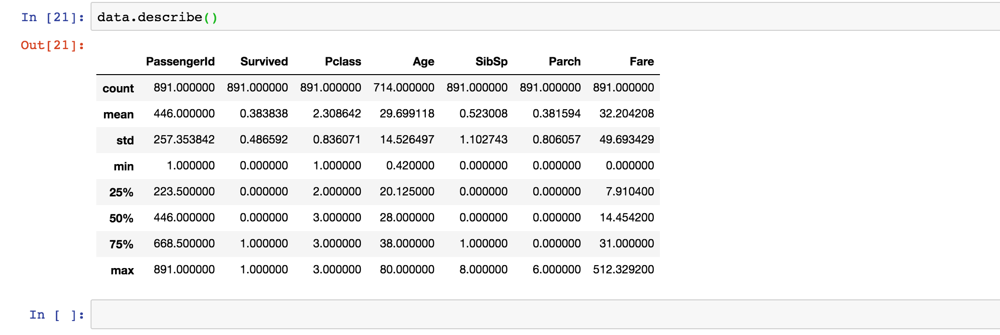 In [21]: data.describe()
Out[21]:
PassengerId Survived Pclass Age SibSp Parch Fare
count 891.000000 891.000000 891.000000 714.000000 891.000000 891.000000 891.000000
mean 446.000000 0.383838 2.308642 29.699118 0.523008 0.381594 32.204208
std 257.353842 0.486592 0.836071 14.526497 1.102743 0.806057 49.693429
min 1.000000 0.000000 1.000000 0.420000 0.000000 0.000000 0.000000
25% 223.500000 0.000000 2.000000 20.125000 0.000000 0.000000 7.910400
50% 446.000000 0.000000 3.000000 28.000000 0.000000 0.000000 14.454200
75% 668.500000 1.000000 3.000000 38.000000 1.000000 0.000000 31.000000
max 891.000000 1.000000 3.000000 80.000000 8.000000 6.000000 512.329200
In [ ]: